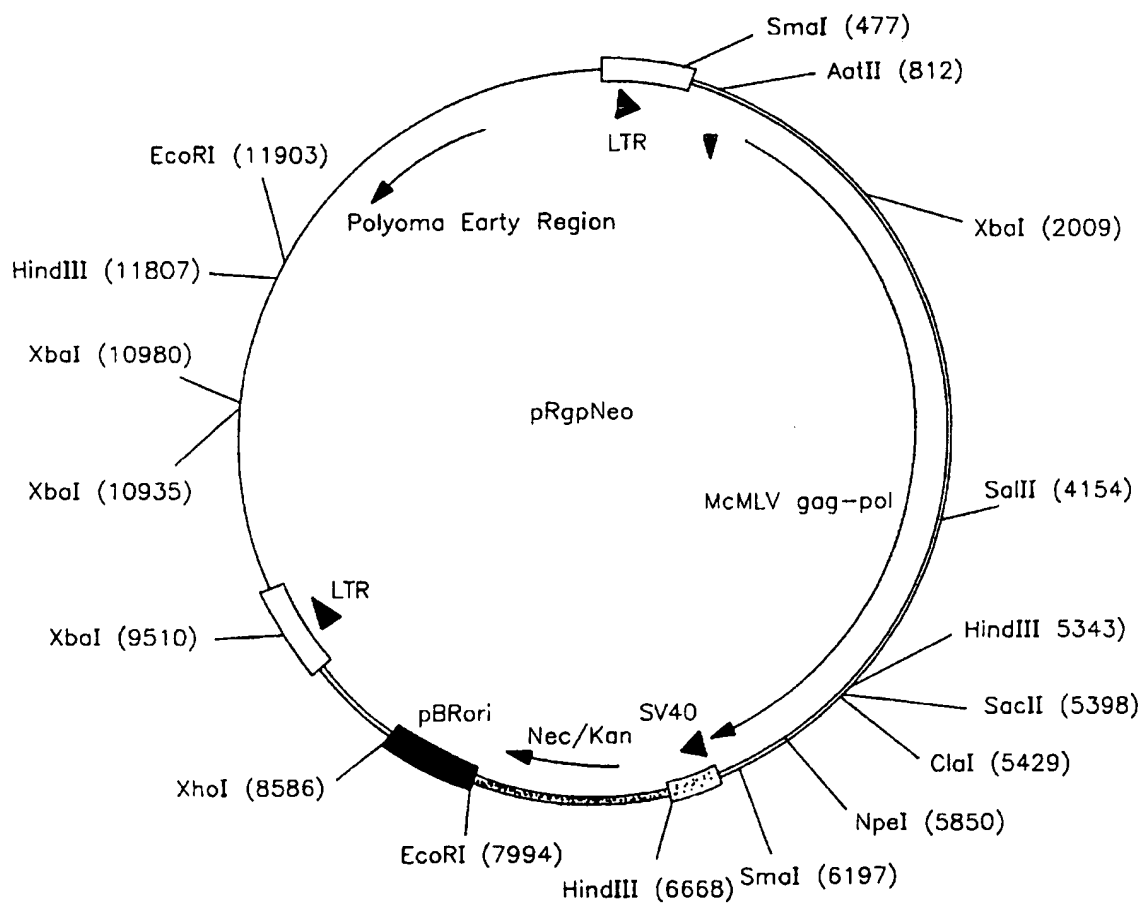 SmaI (477)
AatII (812)
LTR
EcoRI (11903)
Polyoma Earty Region
XbaI (2009)
HindIII (11807)
XbaI (10980)
pRgpNeo
XbaI (10935)
McMLV gag-pol
SalII (4154)
LTR
XbaI (9510)
HindIII 5343)
SacII (5398)
pBRori
SV40
Nec/Kan
ClaI (5429)
XhoI (8586)
NpeI (5850)
EcoRI (7994)
HindIII (6668)
SmaI (6197)